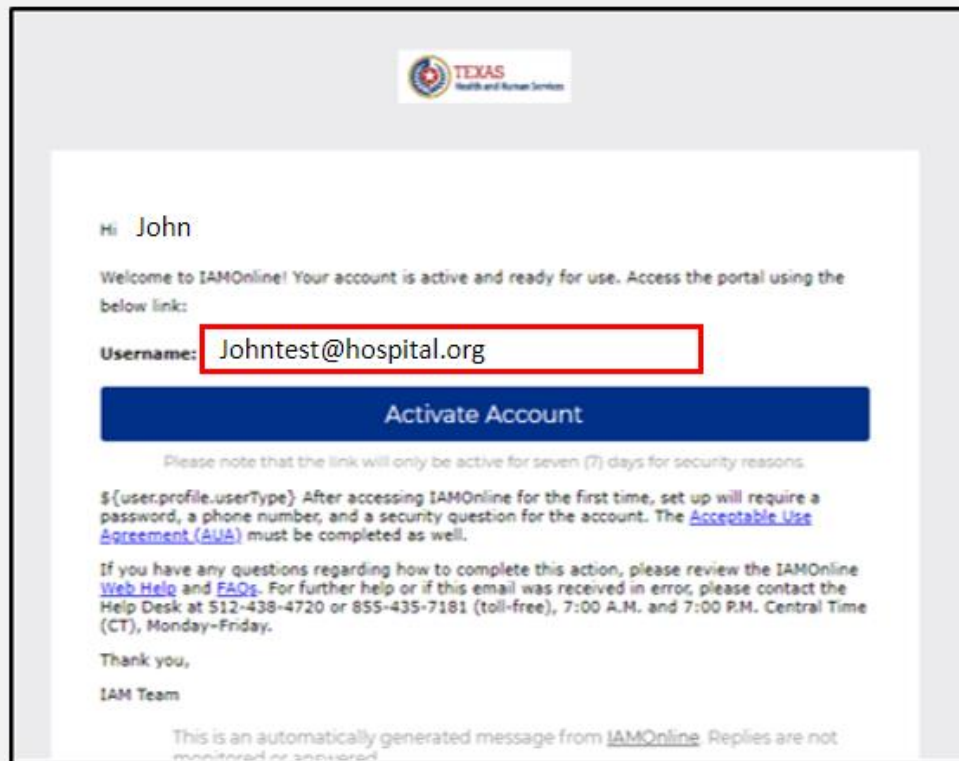 TEXAS
Health and Human Services
Hi John
Welcome to IAMOnline! Your account is active and ready for use. Access the portal using the
below link:
Username: Johntest@hospital.org
Activate Account
Please note that the link will only be active for seven (7) days for security reasons.
${user.profile.userType} After accessing IAMOnline for the first time, set up will require a
password, a phone number, and a security question for the account. The Acceptable Use
Agreement (AUA) must be completed as well.
If you have any questions regarding how to complete this action, please review the IAMOnline
Web Help and FAQs. For further help or if this email was received in error, please contact the
Help Desk at 512-438-4720 or 855-435-7181 (toll-free), 7:00 A.M. and 7:00 P.M. Central Time
(CT), Monday–Friday.
Thank you,
IAM Team
This is an automatically generated message from IAMOnline. Replies are not
monitored or answered